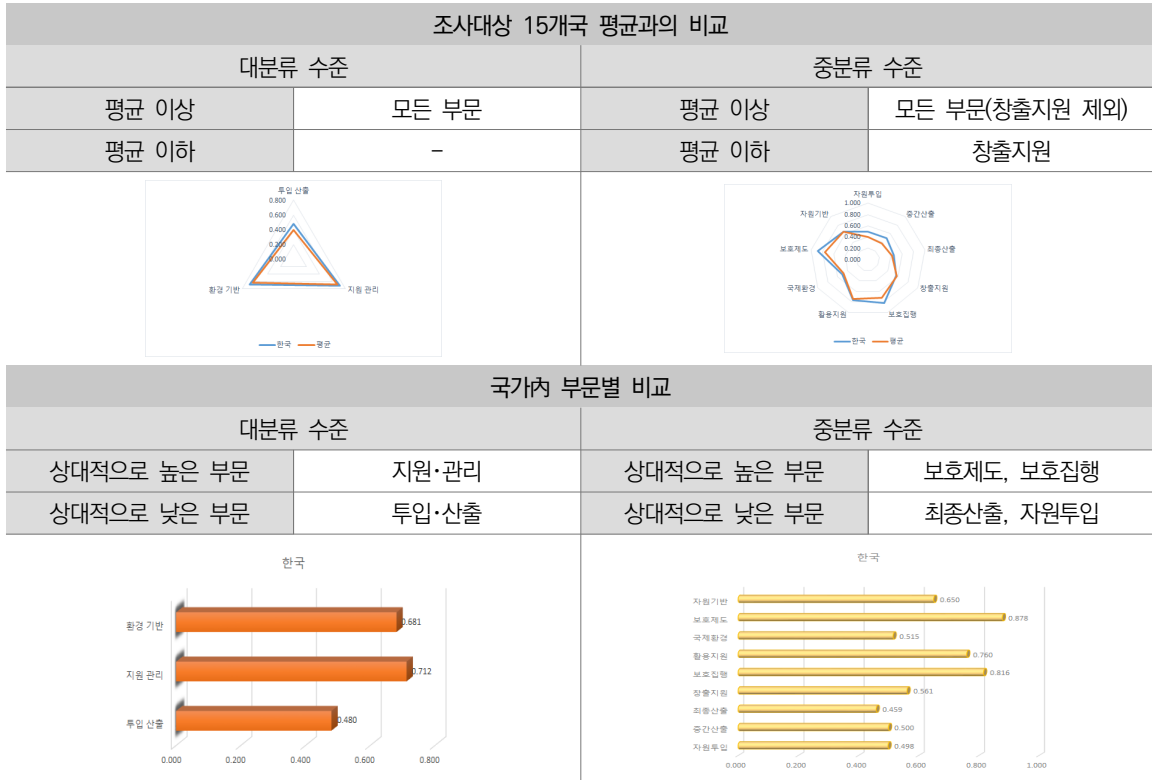 조사대상 15개국 평균과의 비교
대분류 수준
중분류 수준
평균 이상
모든 부문
평균 이상
모든 부문(창출지원 제외)
평균 이하
-
평균 이하
창출지원
투입 산출
0.800
0.600
0.400
0.200
0.000
환경 기반
지원 관리
한국
평균
자원투입
1.000
0.800
0.600
0.400
0.200
0.000
중간산출
최종산출
창출지원
보호집행
활용지원
국제환경
보호제도
자원기반
한국
평균
국가內 부문별 비교
대분류 수준
중분류 수준
상대적으로 높은 부문
지원·관리
상대적으로 높은 부문
보호제도, 보호집행
상대적으로 낮은 부문
투입·산출
상대적으로 낮은 부문
최종산출, 자원투입
한국
환경 기반
0.681
지원 관리
0.712
투입 산출
0.480
0.000 0.200 0.400 0.600 0.800
한국
자원기반 0.650
보호제도 0.878
국제환경 0.515
활용지원 0.760
보호집행 0.816
창출지원 0.561
최종산출 0.459
중간산출 0.500
자원투입 0.498
0.000 0.200 0.400 0.600 0.800 1.000